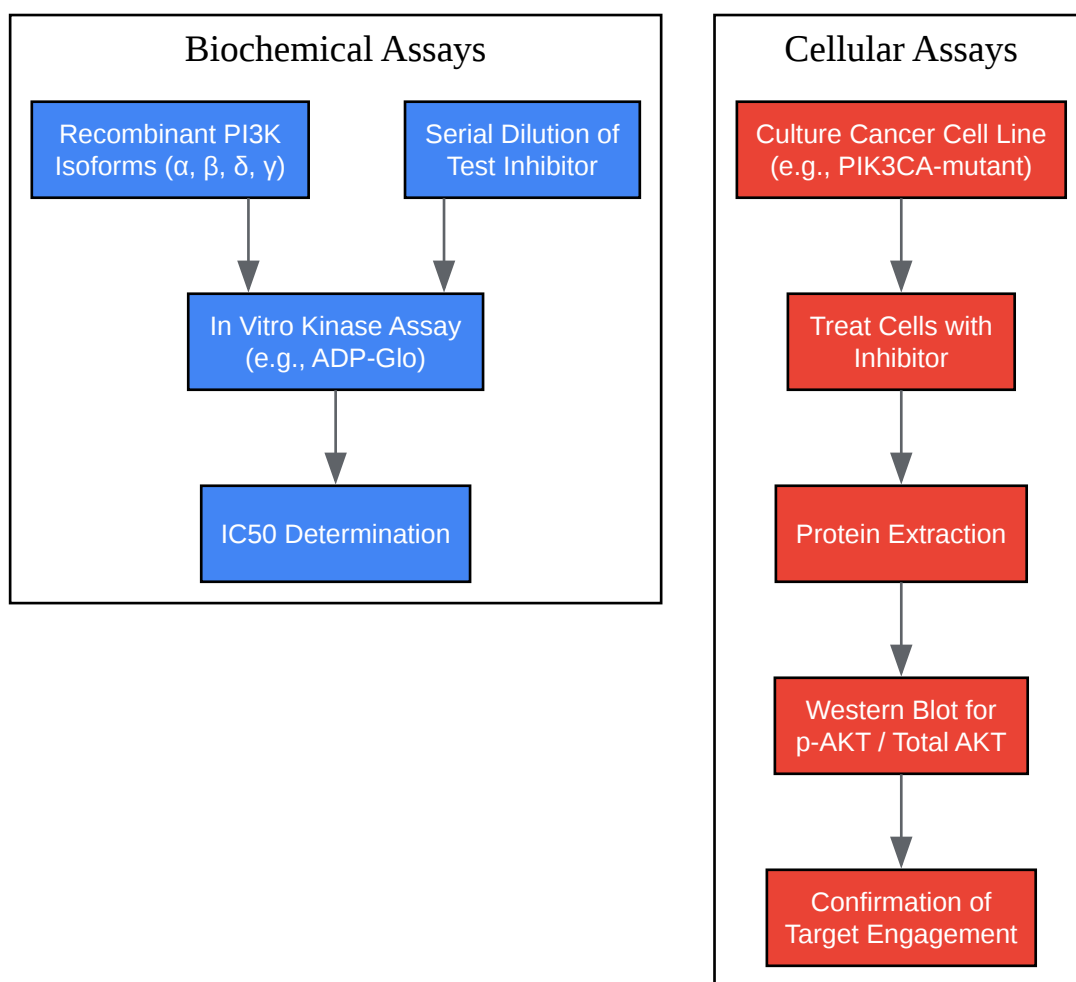 Biochemical Assays
Recombinant PI3K
Isoforms (α, β, δ, γ)
Serial Dilution of
Test Inhibitor
In Vitro Kinase Assay
(e.g., ADP-Glo)
IC50 Determination
Cellular Assays
Culture Cancer Cell Line
(e.g., PIK3CA-mutant)
Treat Cells with
Inhibitor
Protein Extraction
Western Blot for
p-AKT / Total AKT
Confirmation of
Target Engagement